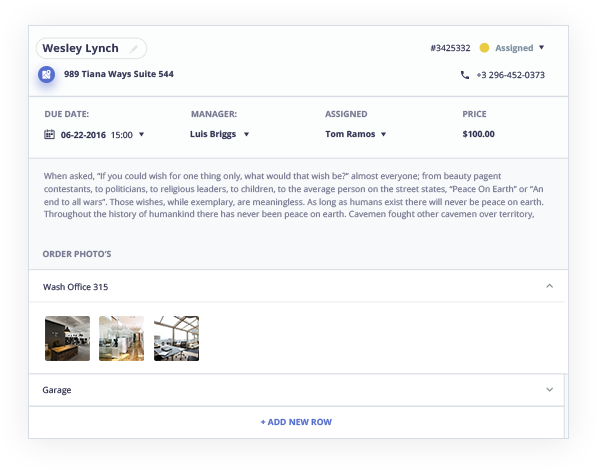 Wesley Lynch
#3425332 Assigned
989 Tiana Ways Suite 544
+3 296-452-0373
DUE DATE: MANAGER: ASSIGNED PRICE
06-22-2016 15:00 Luis Briggs Tom Ramos $100.00
When asked, “If you could wish for one thing only, what would that wish be?” almost everyone; from beauty pagent
contestants, to politicians, to religious leaders, to children, to the average person on the street states, “Peace On Earth” or “An
end to all wars”. Those wishes, while exemplary, are meaningless. As long as humans exist there will never be peace on earth.
Throughout the history of humankind there has never been peace on earth. Cavemen fought other cavemen over territory,
ORDER PHOTO’S
Wash Office 315
Garage
+ ADD NEW ROW